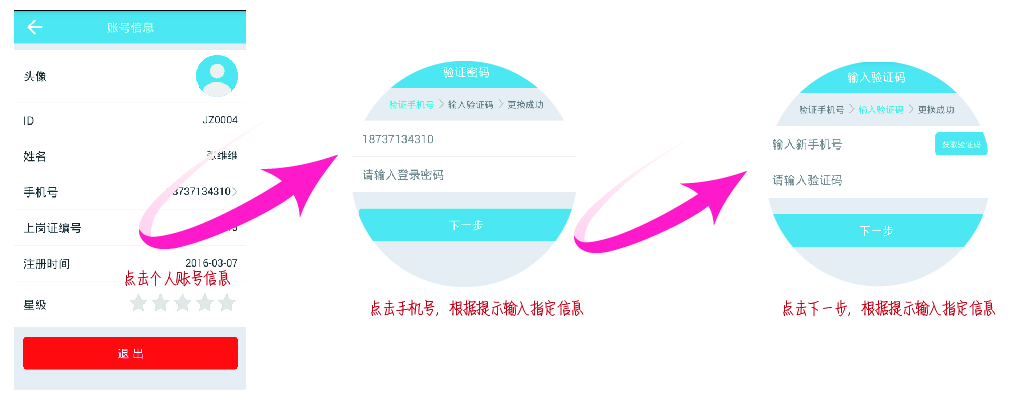 账号信息
头像
ID JZ0004
姓名 张维维
手机号 3737134310
上岗证编号
注册时间 2016-03-07
点击个人账号信息
星级
退 出
验证密码
验证手机号 > 输入验证码 > 更换成功
18737134310
请输入登录密码
下一步
点击手机号，根据提示输入指定信息
输入验证码
验证手机号 > 输入验证码 > 更换成功
输入新手机号 获取验证码
请输入验证码
下一步
点击下一步，根据提示输入指定信息